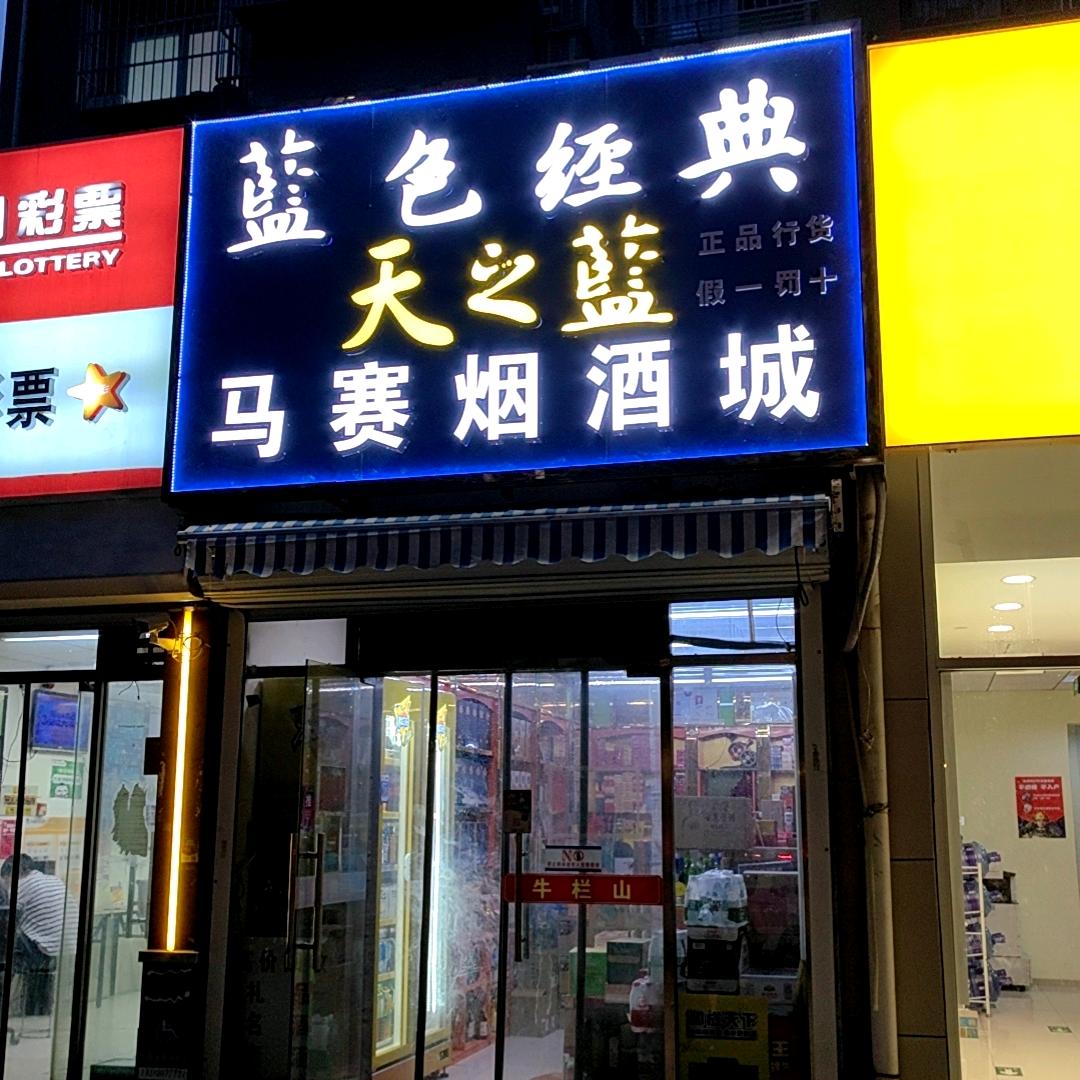 藍色经典
天之藍
正品行货
假一罚十
马赛烟酒城
彩票
LOTTERY
票
牛栏山